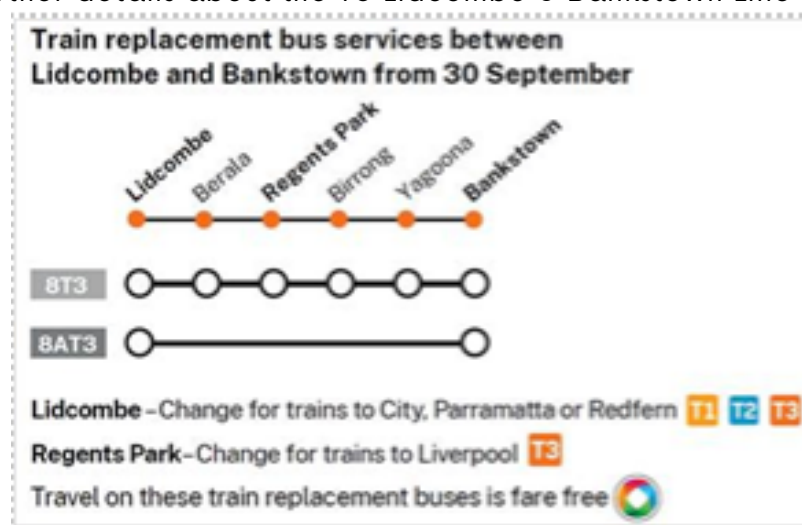 Train replacement bus services between
Lidcombe and Bankstown from 30 September
Lidcombe Berala Regents Park Birrong Yagoona Bankstown
8T3
8AT3
Lidcombe – Change for trains to City, Parramatta or Redfern T1 T2 T3
Regents Park – Change for trains to Liverpool T3
Travel on these train replacement buses is fare free